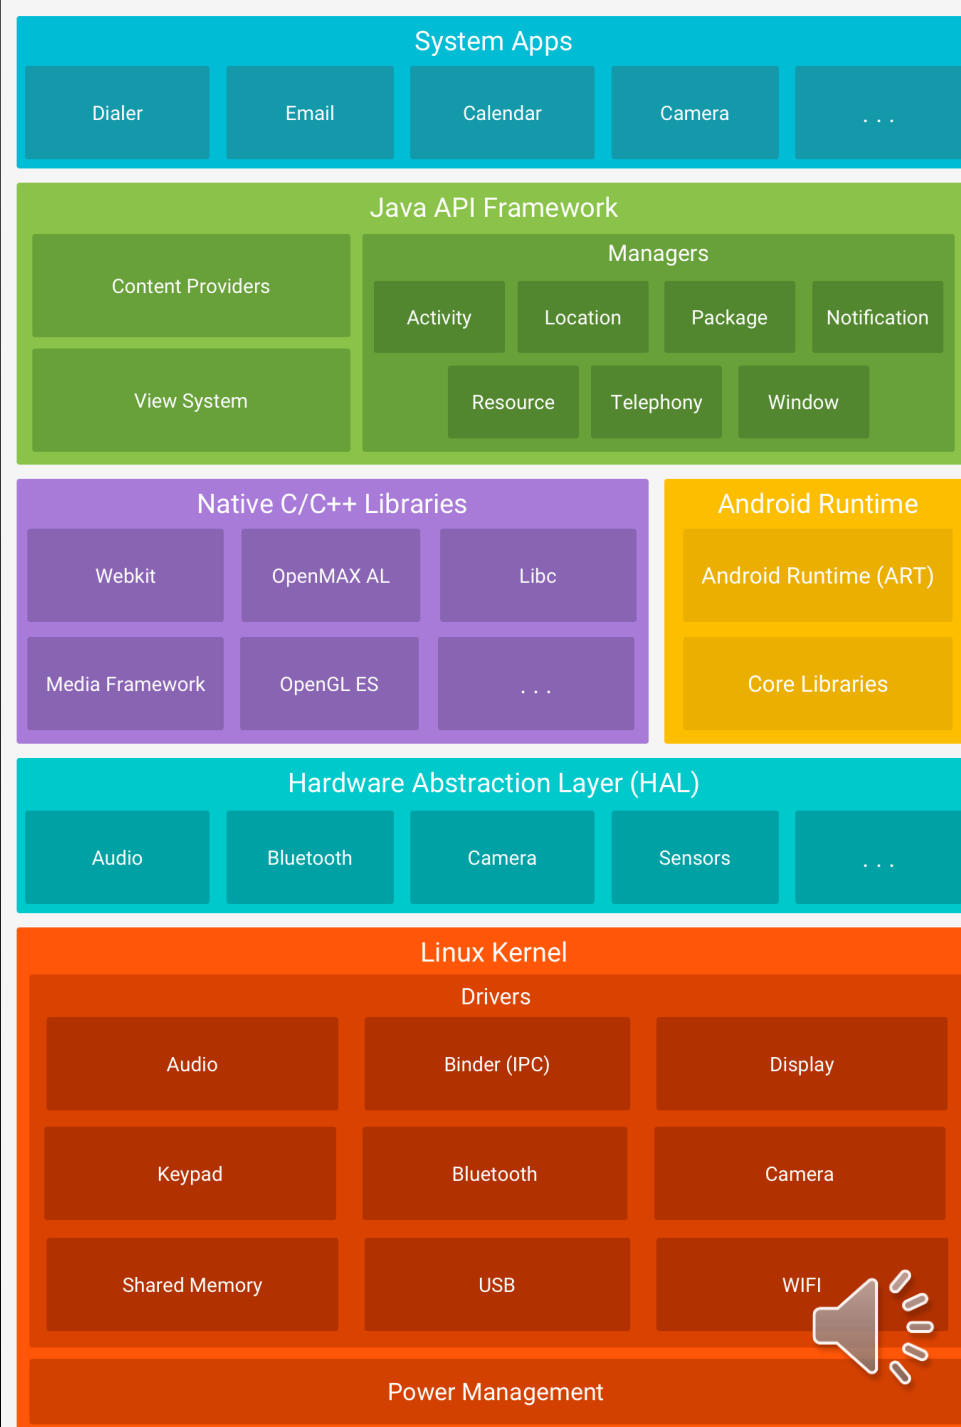 System Apps
Dialer Email Calendar Camera . . .
Java API Framework
Content Providers
View System
Managers
Activity Location Package Notification
Resource Telephony Window
Native C/C++ Libraries
Webkit OpenMAX AL Libc
Media Framework OpenGL ES . . .
Android Runtime
Android Runtime (ART)
Core Libraries
Hardware Abstraction Layer (HAL)
Audio Bluetooth Camera Sensors . . .
Linux Kernel
Drivers
Audio Binder (IPC) Display
Keypad Bluetooth Camera
Shared Memory USB WIFI
Power Management